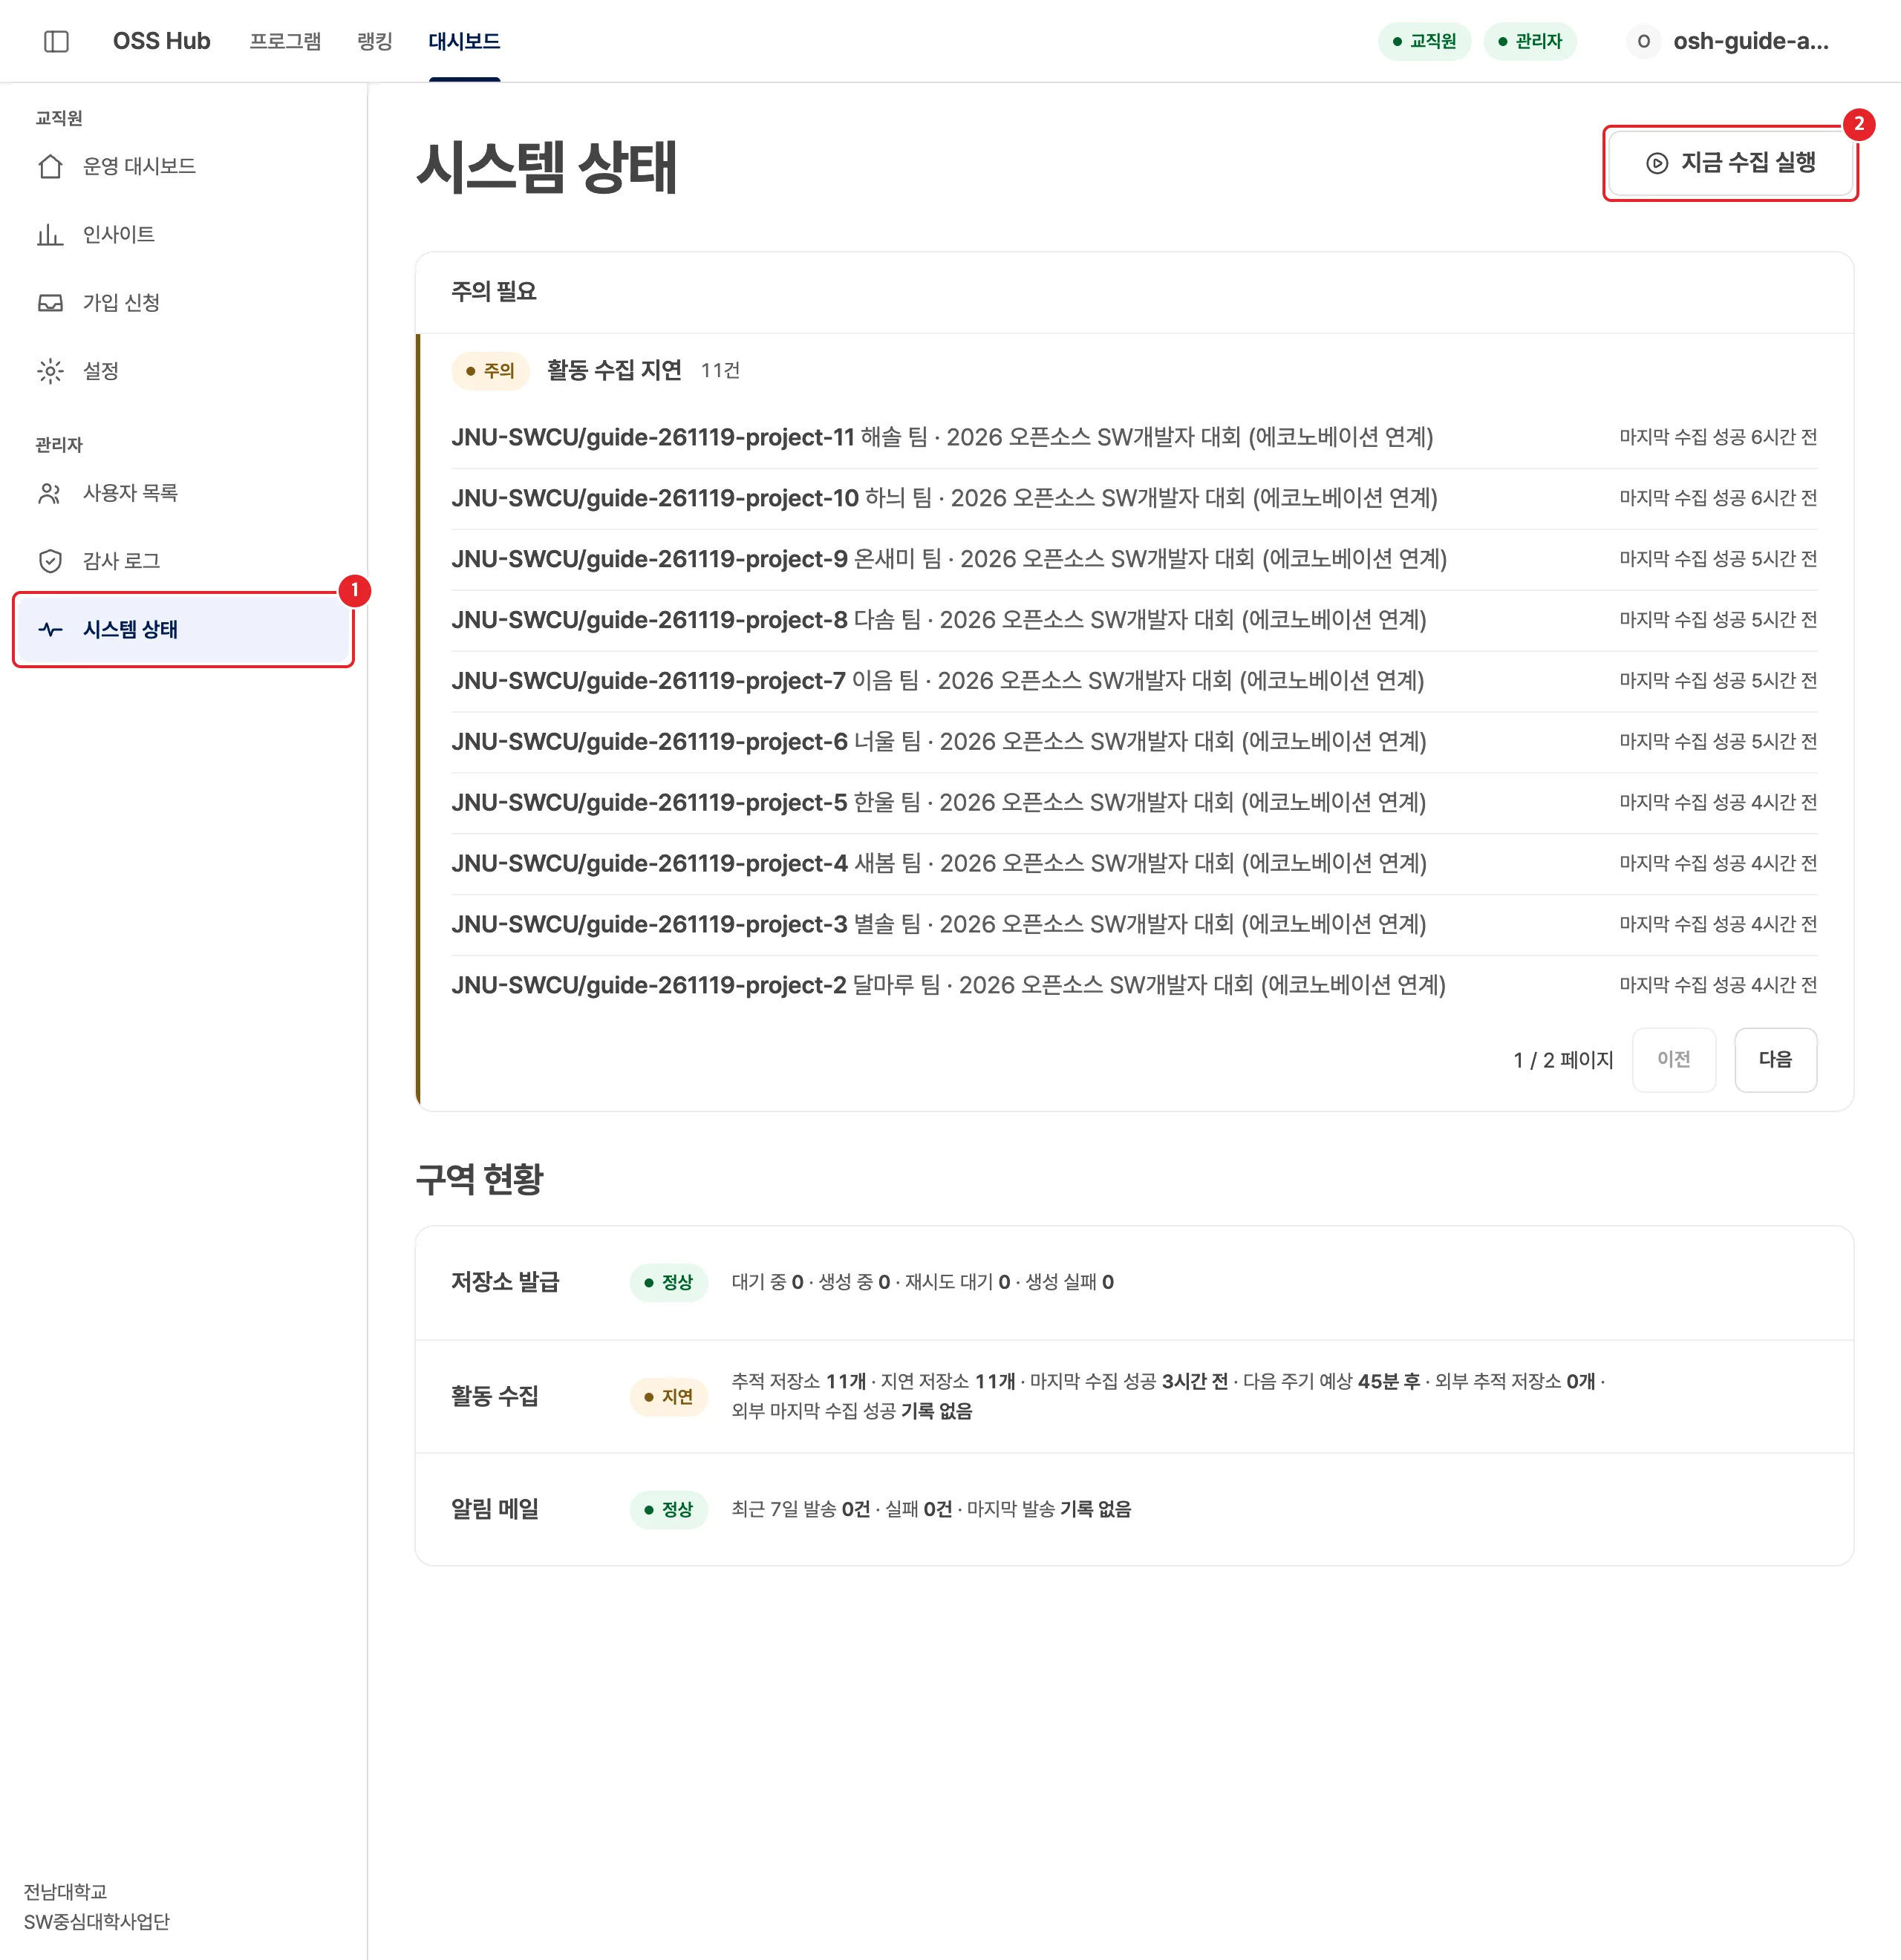 OSS Hub 프로그램 랭킹 대시보드 교직원 관리자 O osh-guide-a...
교직원
운영 대시보드
인사이트
가입 신청
설정
관리자
사용자 목록
감사 로그
1
시스템 상태
전남대학교
SW중심대학사업단
시스템 상태
2
지금 수집 실행
주의 필요
주의 활동 수집 지연 11건
JNU-SWCU/guide-261119-project-11 해솔 팀 · 2026 오픈소스 SW개발자 대회 (에코노베이션 연계) 마지막 수집 성공 6시간 전
JNU-SWCU/guide-261119-project-10 하늬 팀 · 2026 오픈소스 SW개발자 대회 (에코노베이션 연계) 마지막 수집 성공 6시간 전
JNU-SWCU/guide-261119-project-9 온새미 팀 · 2026 오픈소스 SW개발자 대회 (에코노베이션 연계) 마지막 수집 성공 5시간 전
JNU-SWCU/guide-261119-project-8 다솜 팀 · 2026 오픈소스 SW개발자 대회 (에코노베이션 연계) 마지막 수집 성공 5시간 전
JNU-SWCU/guide-261119-project-7 이음 팀 · 2026 오픈소스 SW개발자 대회 (에코노베이션 연계) 마지막 수집 성공 5시간 전
JNU-SWCU/guide-261119-project-6 너울 팀 · 2026 오픈소스 SW개발자 대회 (에코노베이션 연계) 마지막 수집 성공 5시간 전
JNU-SWCU/guide-261119-project-5 한울 팀 · 2026 오픈소스 SW개발자 대회 (에코노베이션 연계) 마지막 수집 성공 4시간 전
JNU-SWCU/guide-261119-project-4 새봄 팀 · 2026 오픈소스 SW개발자 대회 (에코노베이션 연계) 마지막 수집 성공 4시간 전
JNU-SWCU/guide-261119-project-3 별솔 팀 · 2026 오픈소스 SW개발자 대회 (에코노베이션 연계) 마지막 수집 성공 4시간 전
JNU-SWCU/guide-261119-project-2 달마루 팀 · 2026 오픈소스 SW개발자 대회 (에코노베이션 연계) 마지막 수집 성공 4시간 전
1 / 2 페이지 이전 다음
구역 현황
저장소 발급 정상 대기 중 0 · 생성 중 0 · 재시도 대기 0 · 생성 실패 0
활동 수집 지연 추적 저장소 11개 · 지연 저장소 11개 · 마지막 수집 성공 3시간 전 · 다음 주기 예상 45분 후 · 외부 추적 저장소 0개 ·
외부 마지막 수집 성공 기록 없음
알림 메일 정상 최근 7일 발송 0건 · 실패 0건 · 마지막 발송 기록 없음